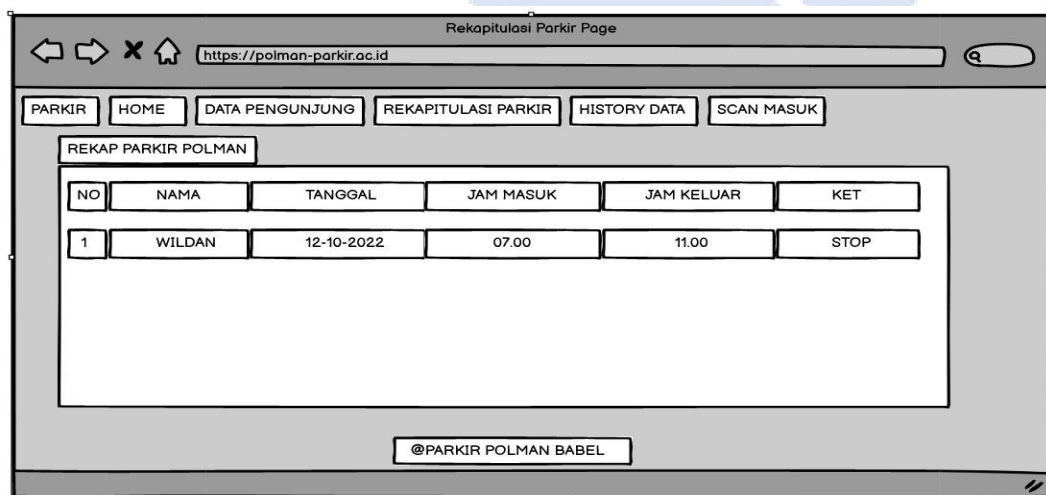 Rekapitulasi Parkir Page
https://polman-parkir.ac.id
PARKIR HOME DATA PENGUNJUNG REKAPITULASI PARKIR HISTORY DATA SCAN MASUK
REKAP PARKIR POLMAN
NO NAMA TANGGAL JAM MASUK JAM KELUAR KET
1 WILDAN 12-10-2022 07.00 11.00 STOP
@PARKIR POLMAN BABEL